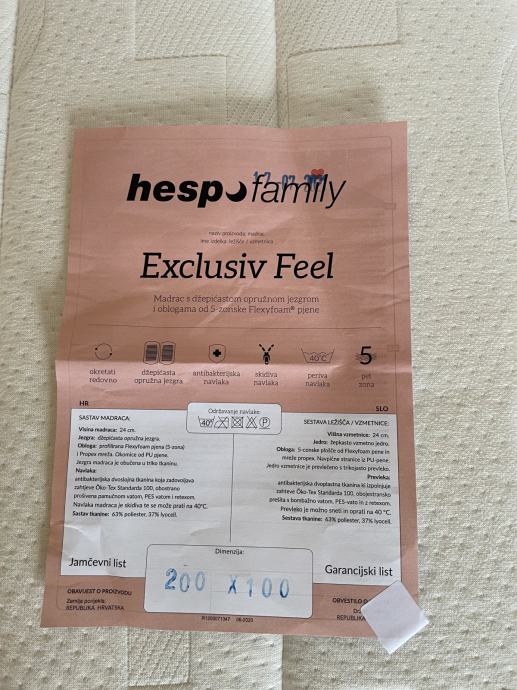 hespo family
naziv proizvoda: madrac
ime izdelka: ležišče / vzmetnica
Exclusiv Feel
Madrac s džepičastom opružnom jezgrom
i oblogama od 5-zonske Flexyfoam® pjene
40°C
5
okretati
redovno
džepičasta
opružna jezgra
antibakterijska
navlaka
skidiva
navlaka
periva
navlaka
pet
zona
HR
SLO
Održavanje navlake:
40°
P
SASTAV MADRACA:
Visina madraca: 24 cm.
Jezgra: džepičasta opružna jezgra.
Obloga: profilirana Flexyfoam pjena (5-zona)
i Propex mreža. Okomice od PU pjene.
Jezgra madraca je obučena u triko tkaninu.
Navlaka:
antibakterijska dvoslojna tkanina koja zadovoljava
zahtjeve Öko-Tex Standarda 100, obostrano
prošivena pamučnom vatom, PES vatom i retexom.
Navlaka madraca je skidiva te se može prati na 40°C.
Sastav tkanine: 63% poliester, 37% lyocell.
SESTAVA LEŽIŠČA / VZMETNICE:
Višina vzmetnice: 24 cm.
Jedro: žepkasto vzmetno jedro.
Obloga: 5-zonske plošče od Flexyfoam pene in
mreže propex. Navpične stranice iz PU-pene.
Jedro vzmetnice je prevlečeno s trikojasto prevleko.
Prevleka:
antibakterijska dvoplastna tkanina ki izpolnjuje
zahteve Öko-Tex Standarda 100, obojestransko
prešita s bombažno vatom, PES-vato in z retexom.
Prevleko je možno sneti in oprati na 40 °C.
Sestava tkanine: 63% poliester, 37% lyocell.
Jamčevni list
Garancijski list
Dimenzija:
200 X 100
OBAVIJEST O PROIZVODU
Zemlja porijekla:
REPUBLIKA HRVATSKA
OBVESTILO O
REPUBLIKA
R1200071347 06-2020